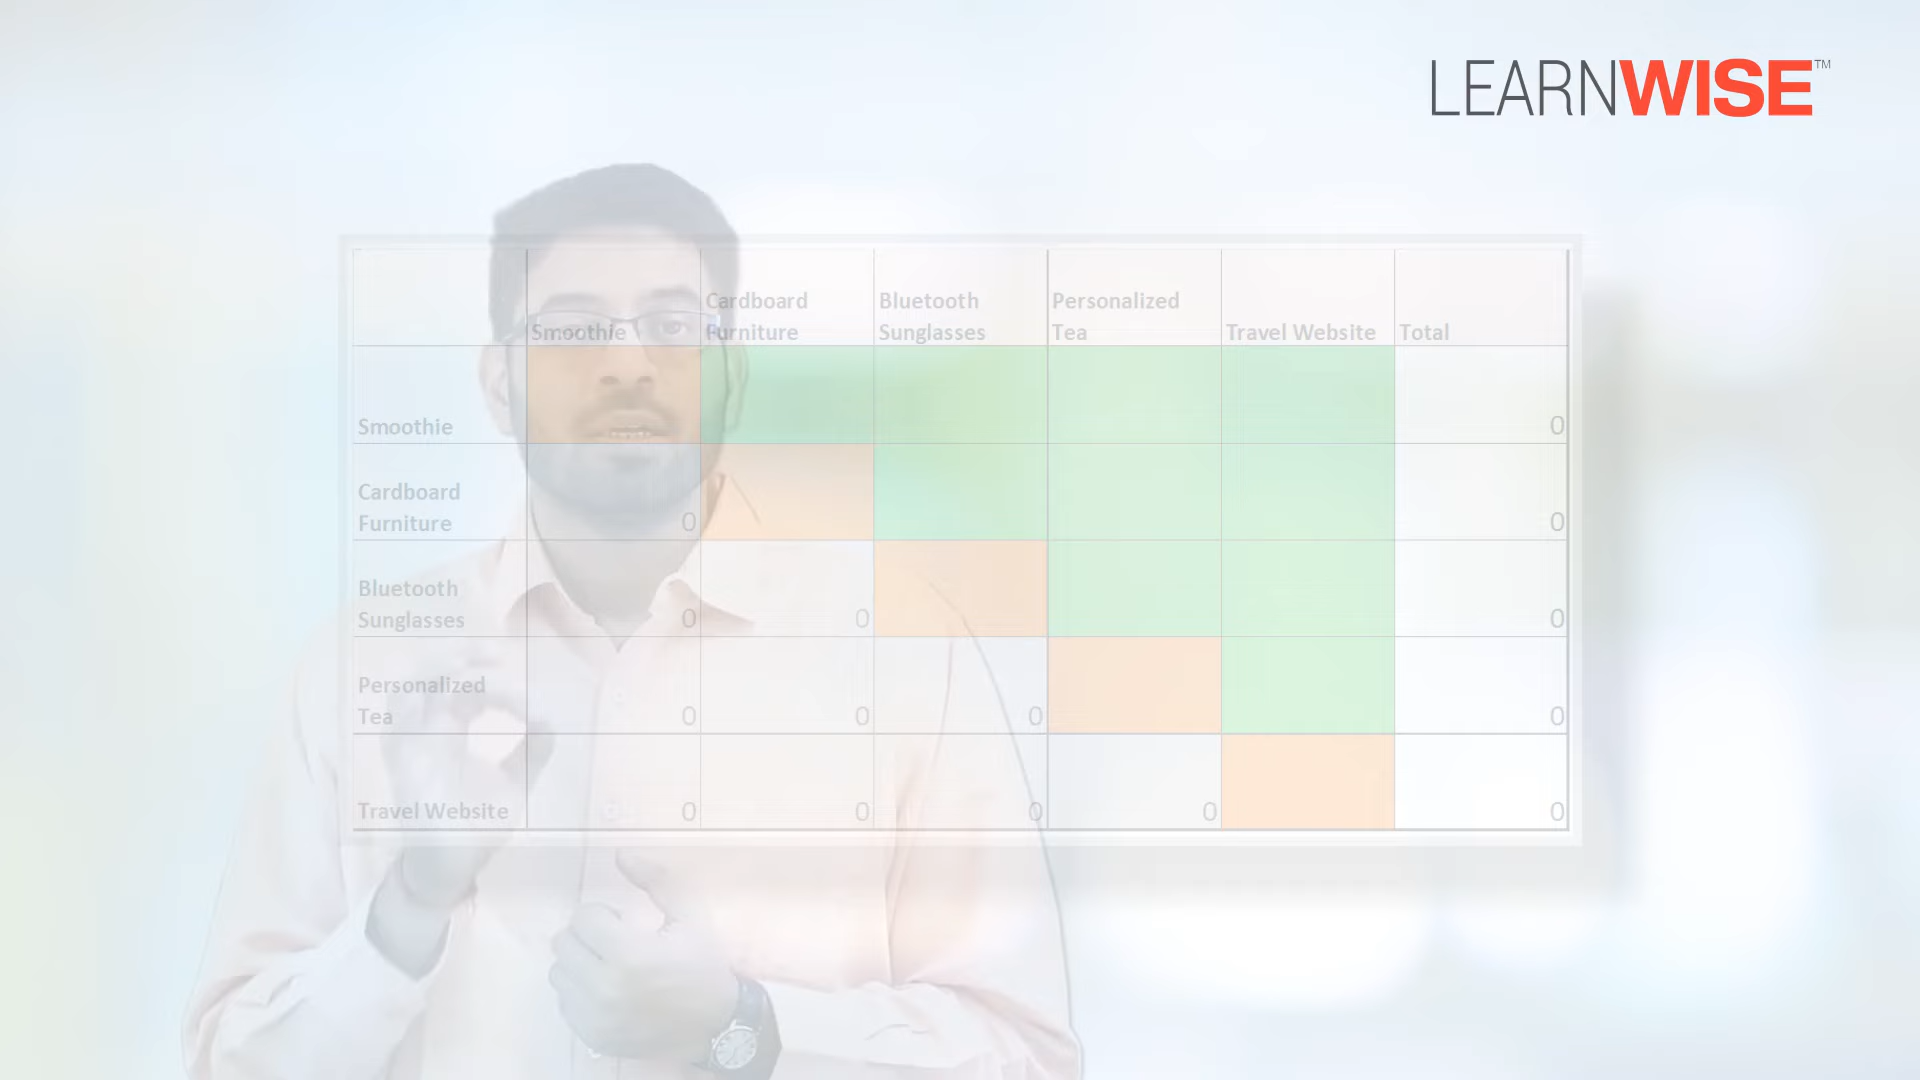 LEARNWISE™
Cardboard Bluetooth Personalized
Smoothie Furniture Sunglasses Tea Travel Website Total
Smoothie 0
Cardboard
Furniture 0 0
Bluetooth
Sunglasses 0 0 0
Personalized
Tea 0 0 0 0
Travel Website 0 0 0 0 0